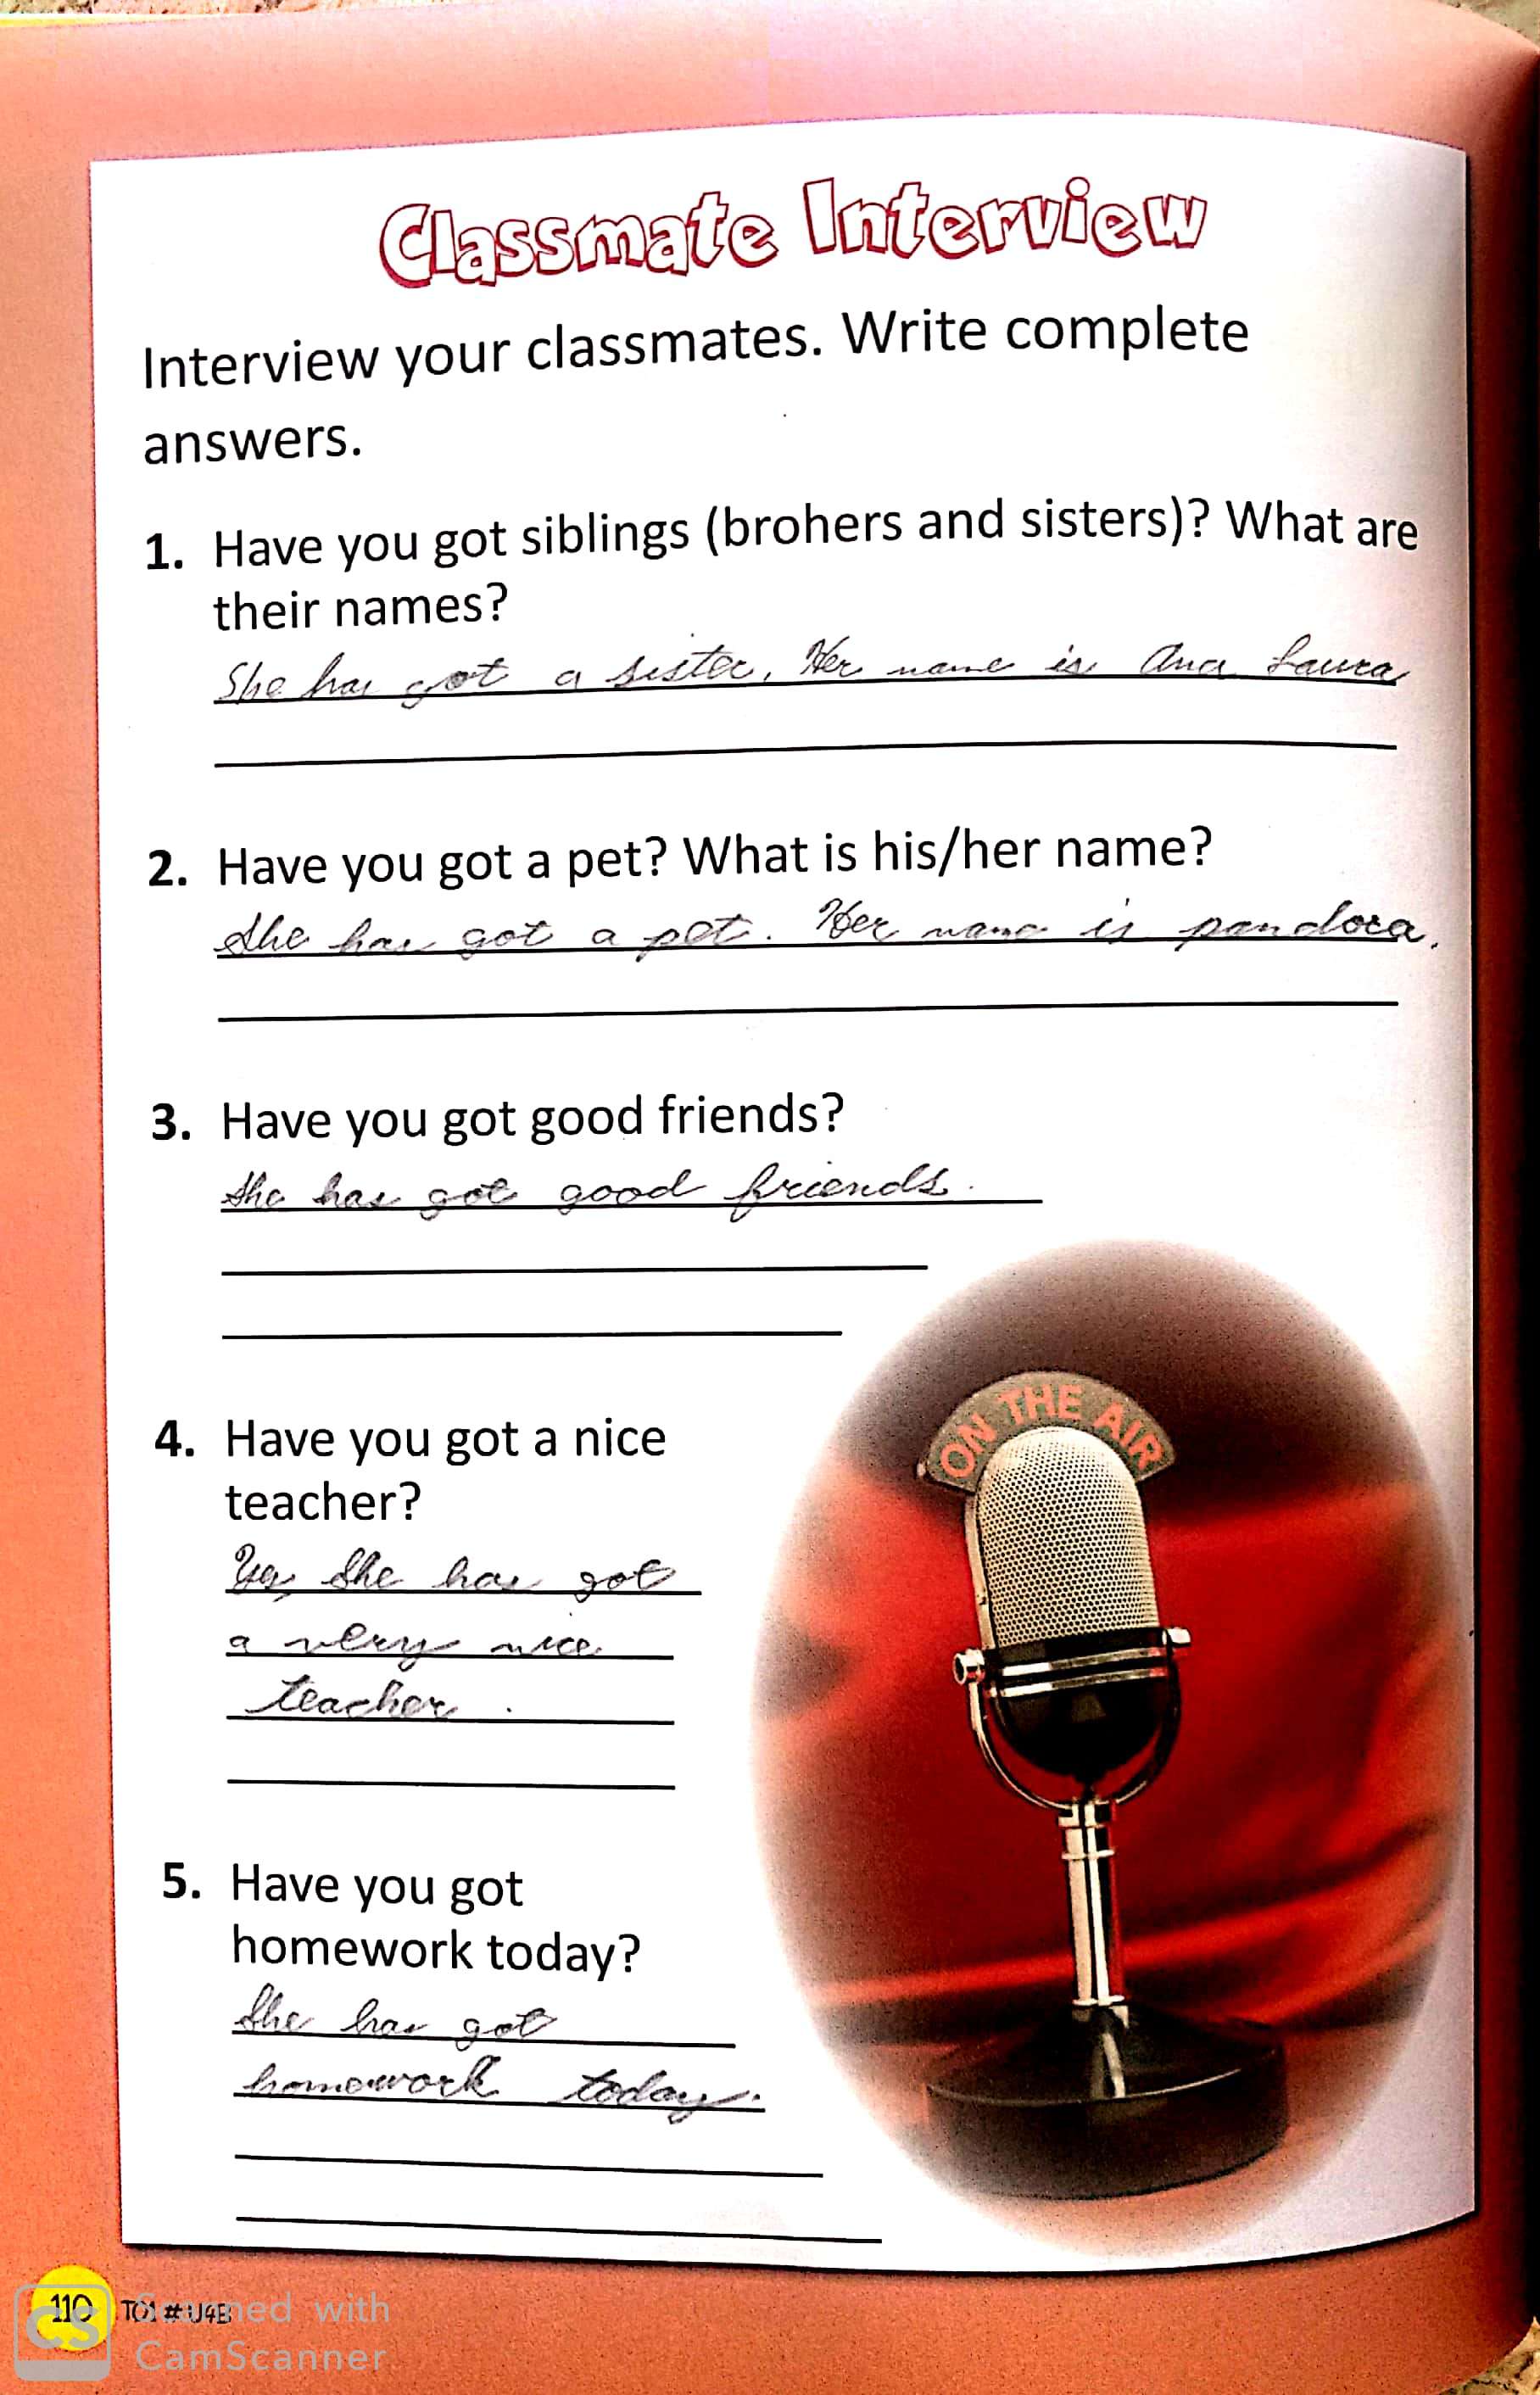 Classmate Interview
Interview your classmates. Write complete
answers.
1. Have you got siblings (brohers and sisters)? What are
their names?
She has got a sister, Her name is Ana Laura
2. Have you got a pet? What is his/her name?
She has got a pet. Her name is pandora.
3. Have you got good friends?
She has got good friends.
4. Have you got a nice
teacher?
Yes, She has got
a very nice
teacher.
5. Have you got
homework today?
She has got
homework today.
ON THE AIR
110 T01 # U4B
CS Scanned with
CamScanner